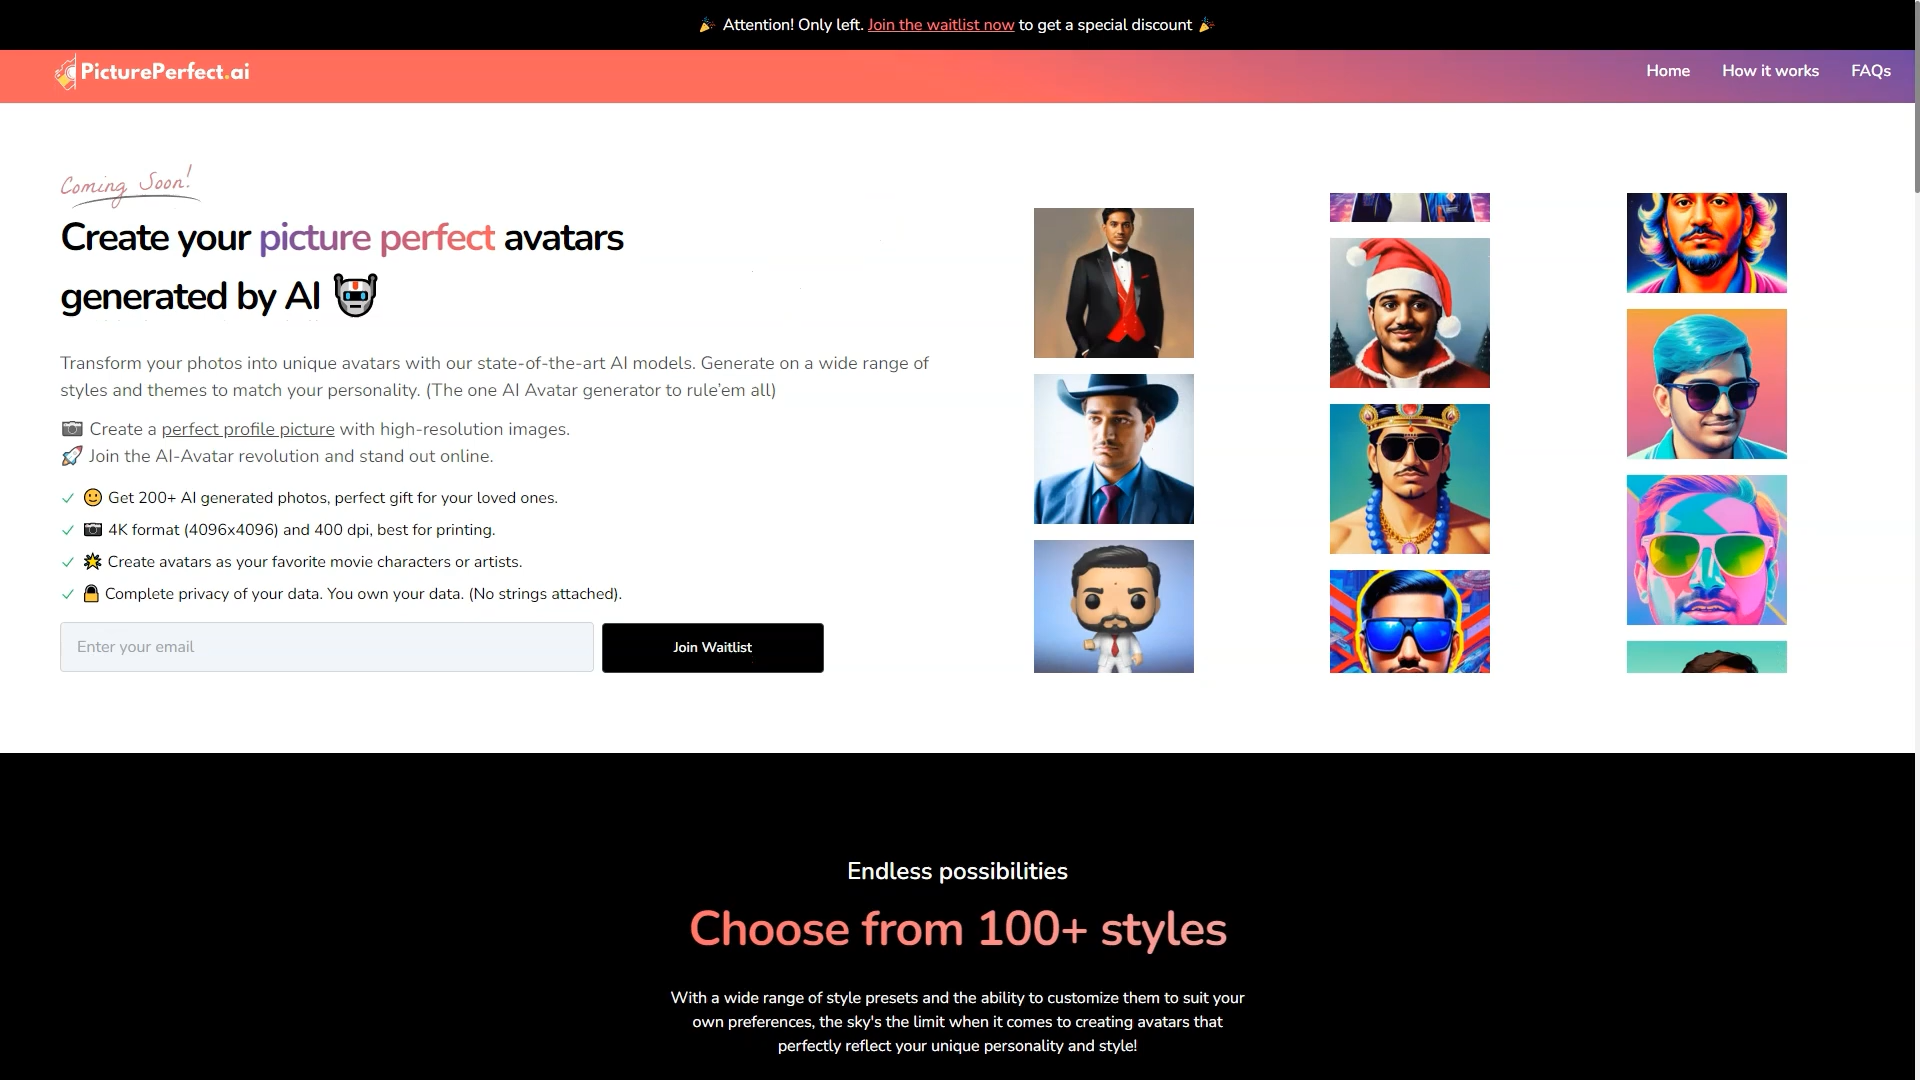 🎉 Attention! Only left. Join the waitlist now to get a special discount 🎉
PicturePerfect.ai
Home
How it works
FAQs
Coming Soon!
Create your picture perfect avatars
generated by AI 🤖
Transform your photos into unique avatars with our state-of-the-art AI models. Generate on a wide range of
styles and themes to match your personality. (The one AI Avatar generator to rule'em all)
📷 Create a perfect profile picture with high-resolution images.
🚀 Join the AI-Avatar revolution and stand out online.
✓ 🙂 Get 200+ AI generated photos, perfect gift for your loved ones.
✓ 📷 4K format (4096x4096) and 400 dpi, best for printing.
✓ 🌟 Create avatars as your favorite movie characters or artists.
✓ 🔒 Complete privacy of your data. You own your data. (No strings attached).
Enter your email
Join Waitlist
Endless possibilities
Choose from 100+ styles
With a wide range of style presets and the ability to customize them to suit your
own preferences, the sky's the limit when it comes to creating avatars that
perfectly reflect your unique personality and style!